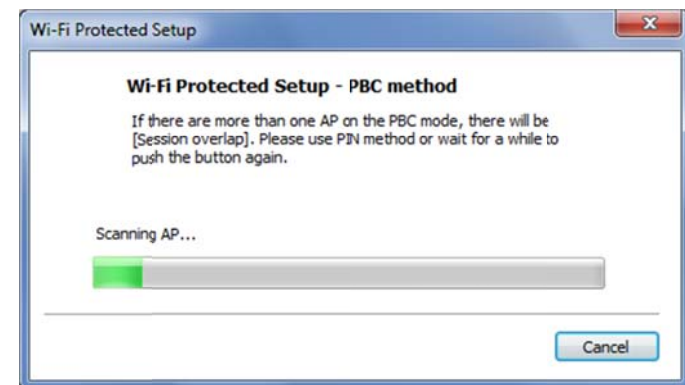 Wi-Fi Protected Setup
Wi-Fi Protected Setup - PBC method
If there are more than one AP on the PBC mode, there will be
[Session overlap]. Please use PIN method or wait for a while to
push the button again.
Scanning AP...
Cancel